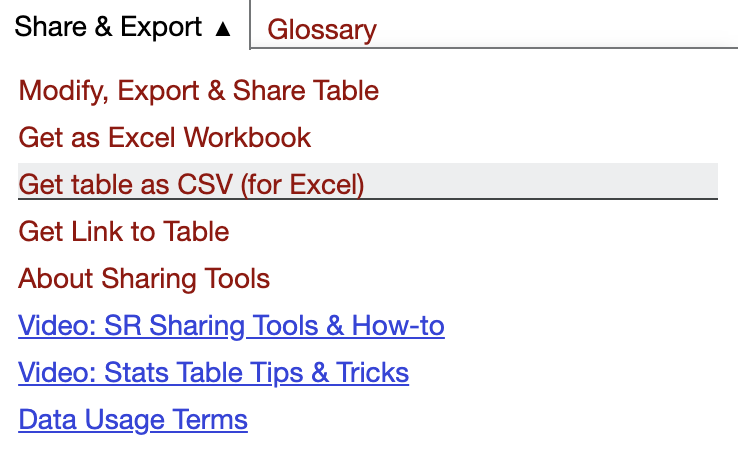 Share & Export ▲ Glossary
Modify, Export & Share Table
Get as Excel Workbook
Get table as CSV (for Excel)
Get Link to Table
About Sharing Tools
Video: SR Sharing Tools & How-to
Video: Stats Table Tips & Tricks
Data Usage Terms